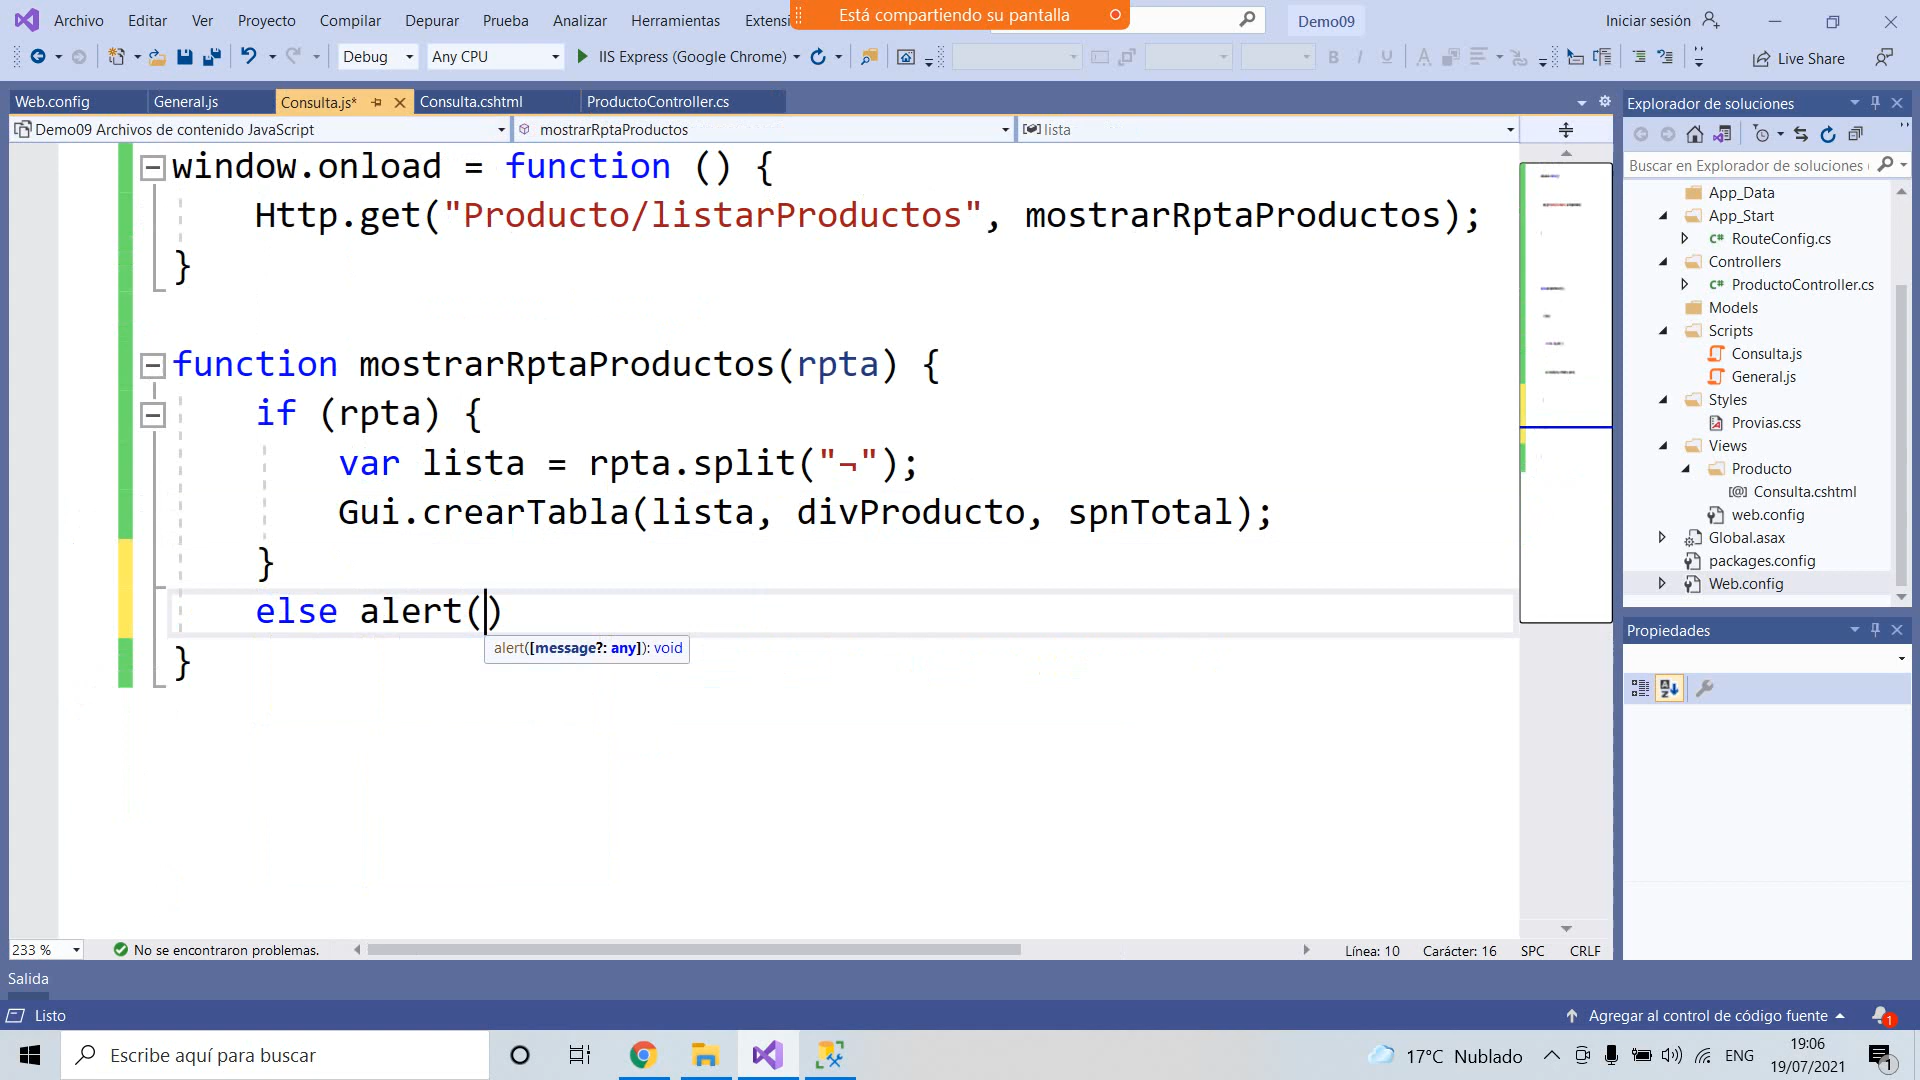 Archivo Editar Ver Proyecto Compilar Depurar Prueba Analizar Herramientas Extensi
Está compartiendo su pantalla
Demo09
Iniciar sesión
Debug Any CPU IIS Express (Google Chrome)
Live Share
Web.config General.js Consulta.js* Consulta.cshtml ProductoController.cs
Demo09 Archivos de contenido JavaScript mostrarRptaProductos lista
window.onload = function () {
Http.get("Producto/listarProductos", mostrarRptaProductos);
}
function mostrarRptaProductos(rpta) {
if (rpta) {
var lista = rpta.split("¬");
Gui.crearTabla(lista, divProducto, spnTotal);
}
else alert()
alert([message?: any]): void
}
233 % No se encontraron problemas. Línea: 10 Carácter: 16 SPC CRLF
Explorador de soluciones
Buscar en Explorador de soluciones
App_Data
App_Start
C# RouteConfig.cs
Controllers
C# ProductoController.cs
Models
Scripts
Consulta.js
General.js
Styles
Provias.css
Views
Producto
[@] Consulta.cshtml
web.config
Global.asax
packages.config
Web.config
Propiedades
Salida
Listo
Agregar al control de código fuente
1
Escribe aquí para buscar
17°C Nublado
ENG
19:06
19/07/2021
1